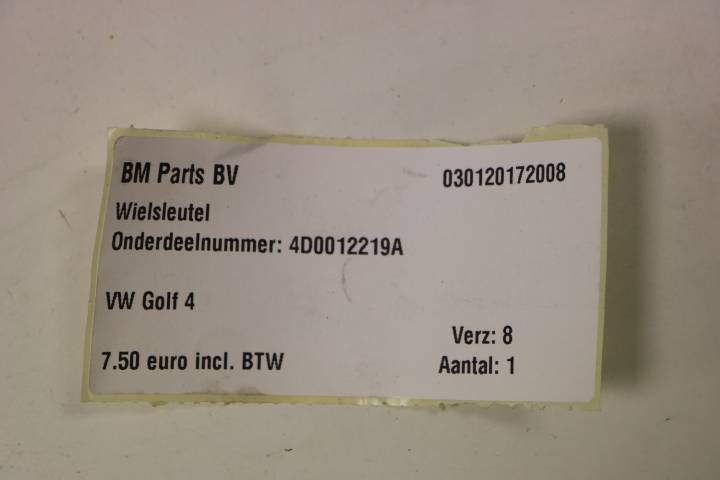 BM Parts BV 030120172008
Wielsleutel
Onderdeelnummer: 4D0012219A
VW Golf 4
Verz: 8
7.50 euro incl. BTW Aantal: 1